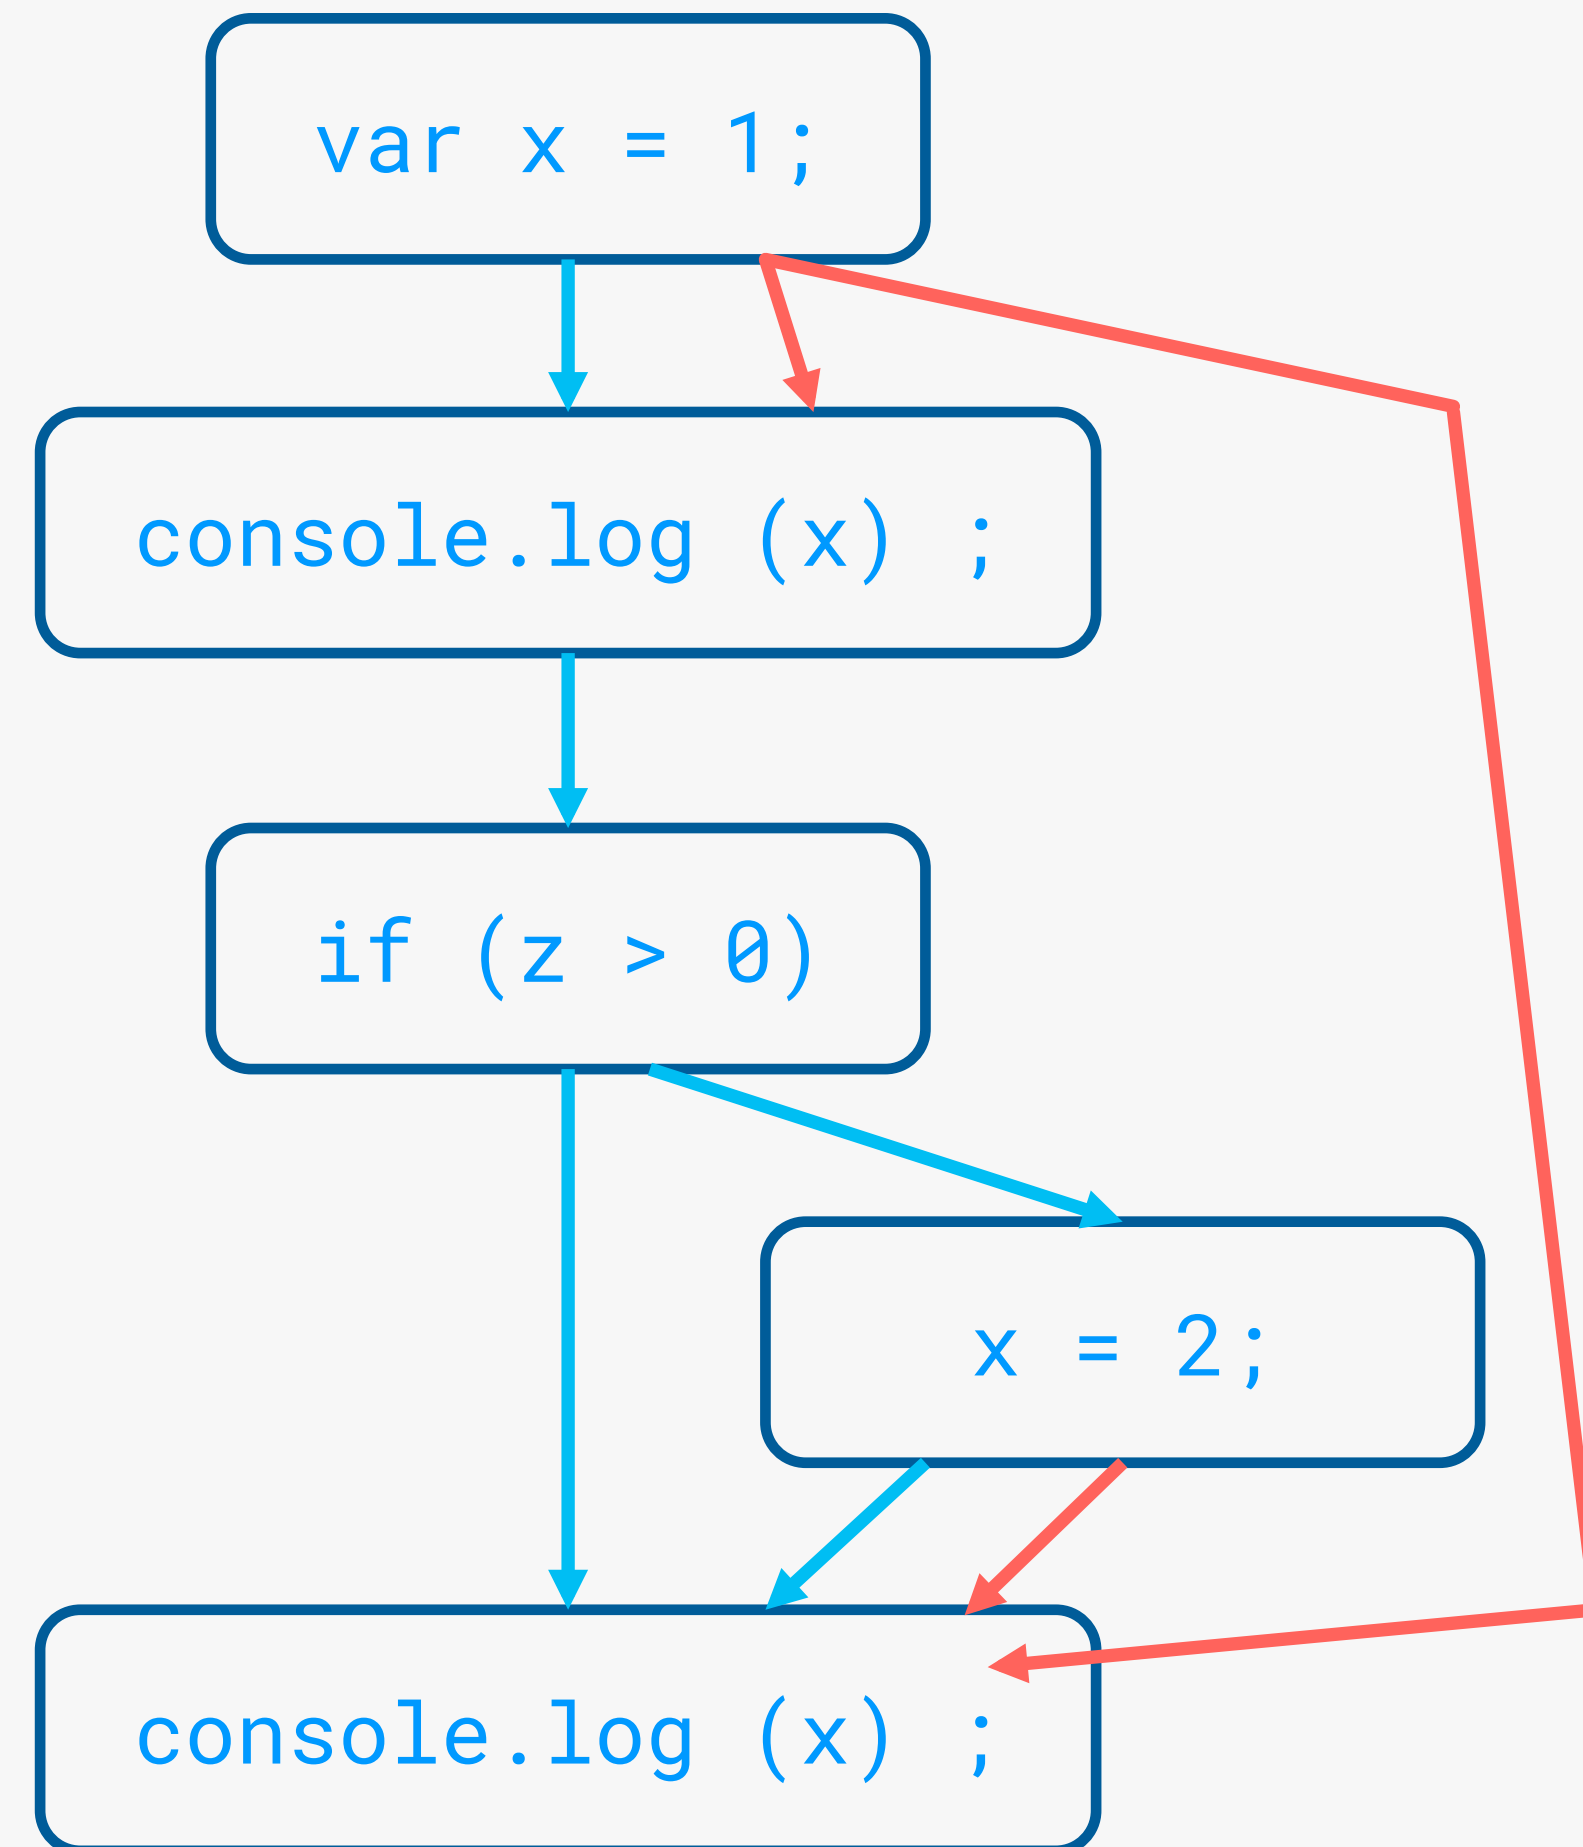 var x = 1;
console.log (x) ;
if (z > 0)
x = 2;
console.log (x) ;